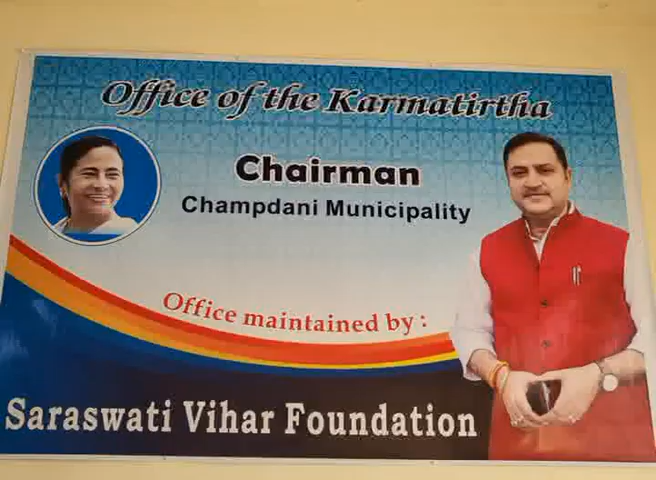 Office of the Karmatirtha
Chairman
Champdani Municipality
Office maintained by :
Saraswati Vihar Foundation